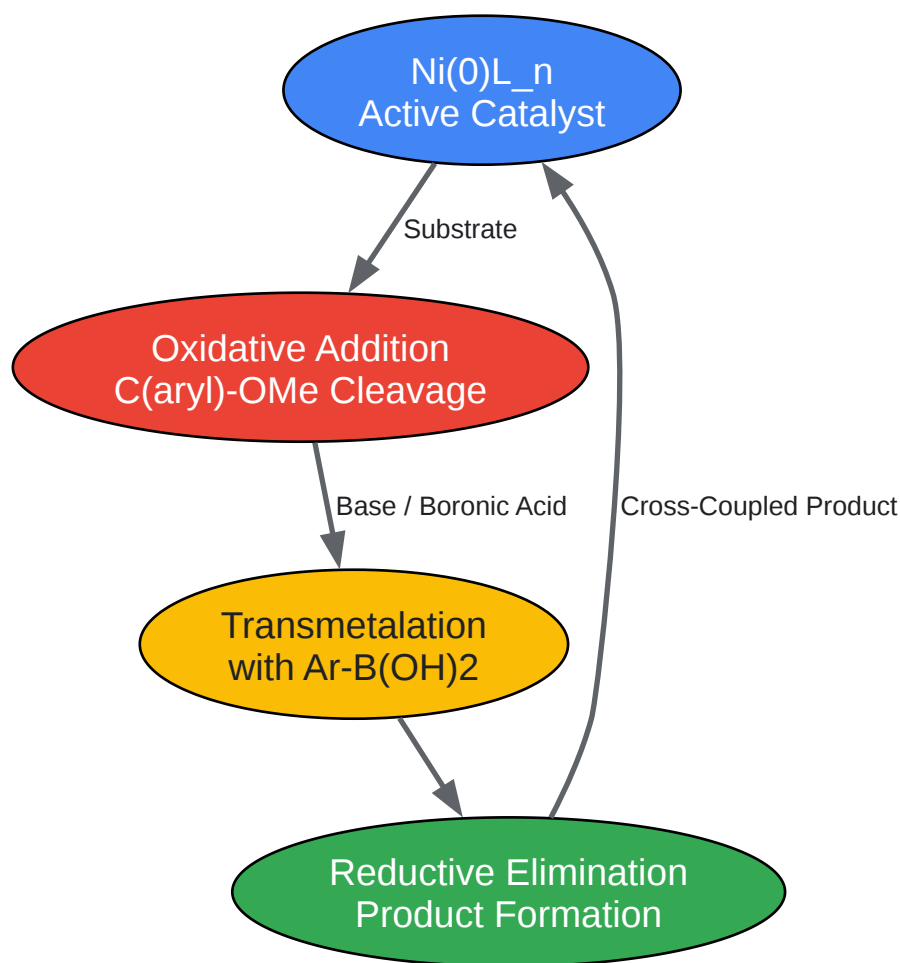 Ni(0)L_n
Active Catalyst
Substrate
Oxidative Addition
C(aryl)-OMe Cleavage
Base / Boronic Acid
Cross-Coupled Product
Transmetalation
with Ar-B(OH)2
Reductive Elimination
Product Formation